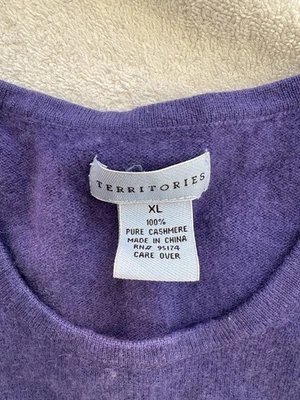 TERRITORIES
XL
100%
PURE CASHMERE
MADE IN CHINA
RN# 95174
CARE OVER